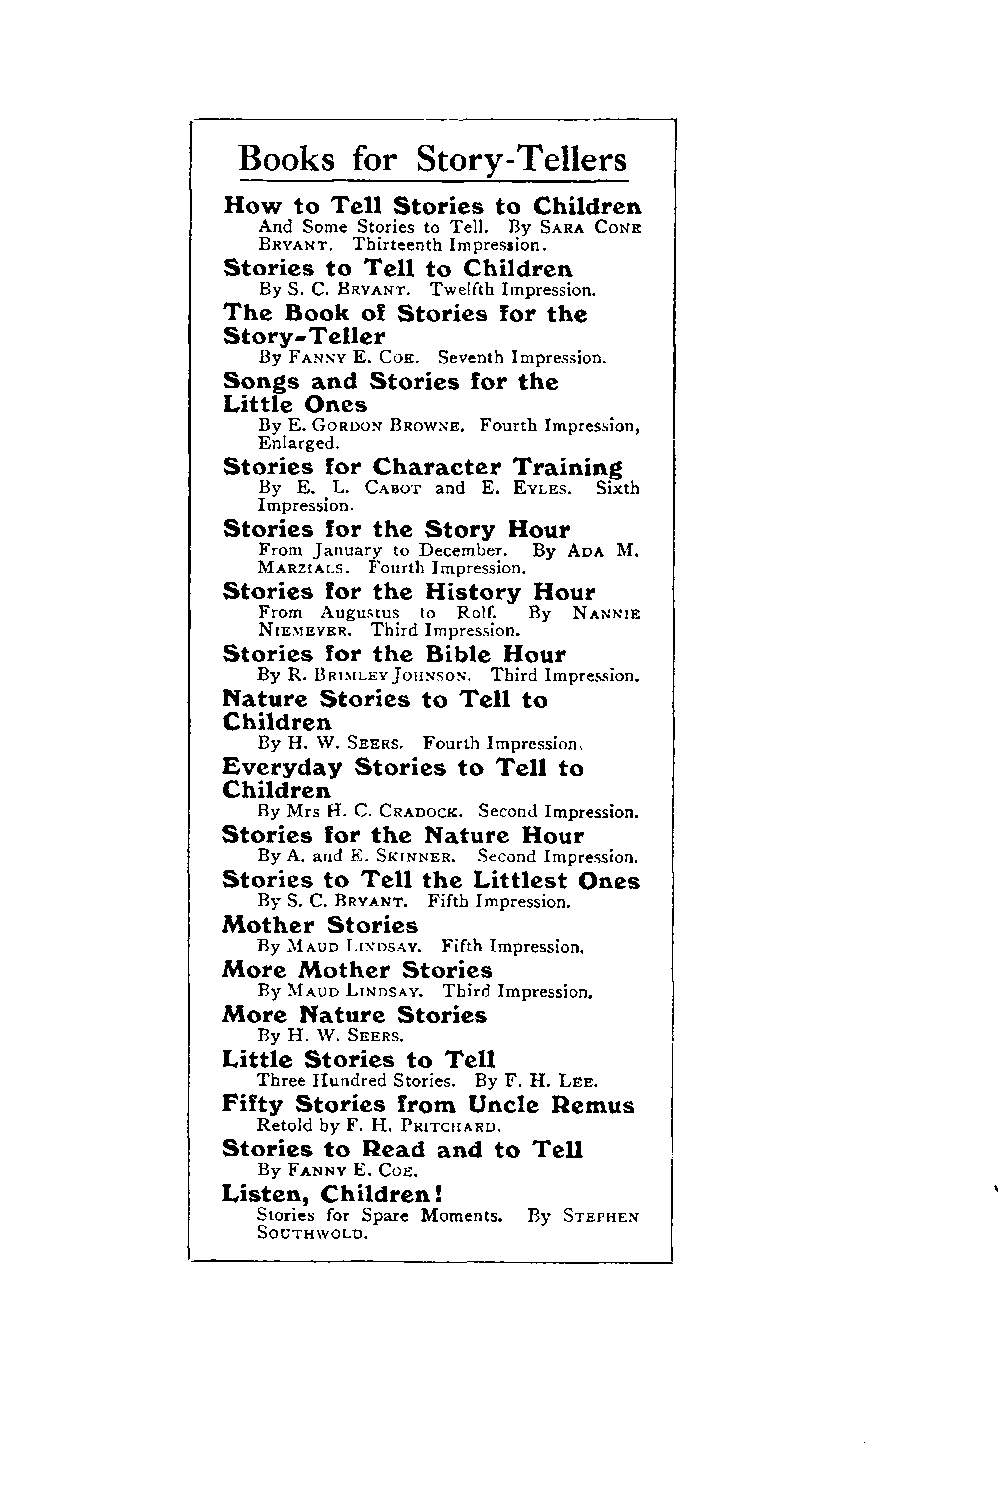 Books for Story-Tellers
How to Tell Stories to Children
And Some Stories to Tell. By SARA CONE
BRYANT. Thirteenth Impression.
Stories to Tell to Children
By S. C. BRYANT. Twelfth Impression.
The Book of Stories for the
Story-Teller
By FANNY E. COE. Seventh Impression.
Songs and Stories for the
Little Ones
By E. GORDON BROWNE. Fourth Impression,
Enlarged.
Stories for Character Training
By E. L. CABOT and E. EYLES. Sixth
Impression.
Stories for the Story Hour
From January to December. By ADA M.
MARZIALS. Fourth Impression.
Stories for the History Hour
From Augustus to Rolf. By NANNIE
NIEMEYER. Third Impression.
Stories for the Bible Hour
By R. BRIMLEY JOHNSON. Third Impression.
Nature Stories to Tell to
Children
By H. W. SEERS. Fourth Impression.
Everyday Stories to Tell to
Children
By Mrs H. C. CRADOCK. Second Impression.
Stories for the Nature Hour
By A. and E. SKINNER. Second Impression.
Stories to Tell the Littlest Ones
By S. C. BRYANT. Fifth Impression.
Mother Stories
By MAUD LINDSAY. Fifth Impression.
More Mother Stories
By MAUD LINDSAY. Third Impression.
More Nature Stories
By H. W. SEERS.
Little Stories to Tell
Three Hundred Stories. By F. H. LEE.
Fifty Stories from Uncle Remus
Retold by F. H. PRITCHARD.
Stories to Read and to Tell
By FANNY E. COE.
Listen, Children!
Stories for Spare Moments. By STEPHEN
SOUTHWOLD.